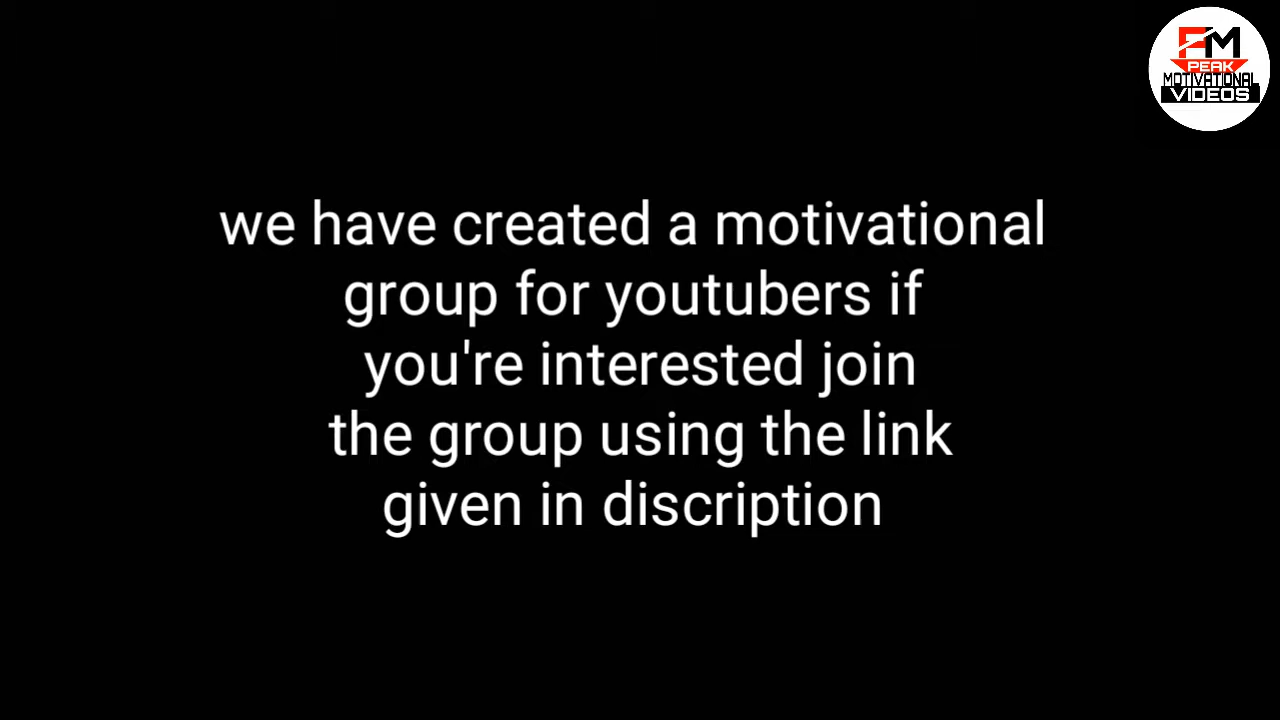 FM
PEAK
MOTIVATIONAL
VIDEOS
we have created a motivational
group for youtubers if
you're interested join
the group using the link
given in discription